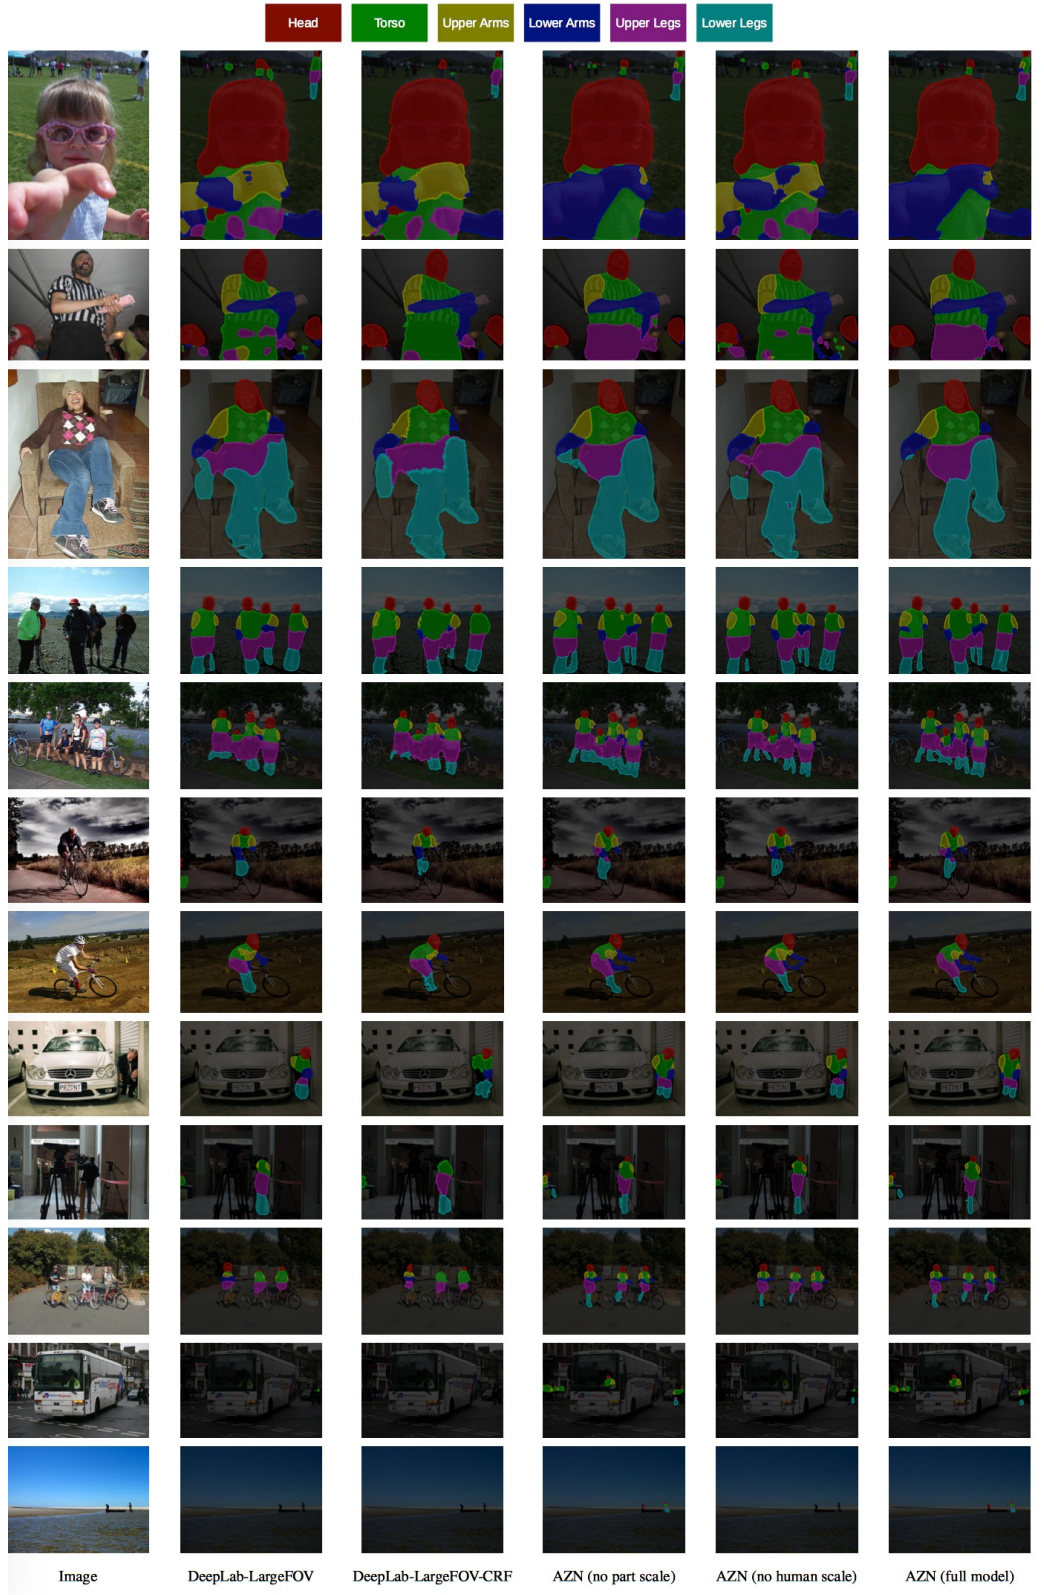 Head Torso Upper Arms Lower Arms Upper Legs Lower Legs
Image DeepLab-LargeFOV DeepLab-LargeFOV-CRF AZN (no part scale) AZN (no human scale) AZN (full model)